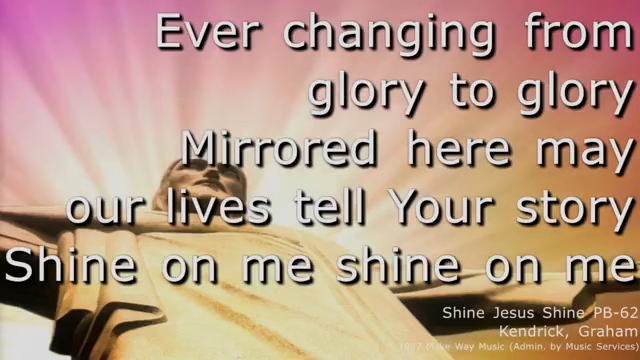 Ever changing from
glory to glory
Mirrored here may
our lives tell Your story
Shine on me shine on me
Shine Jesus Shine PB-62
Kendrick, Graham
Make Way Music (Admin. by Music Services)